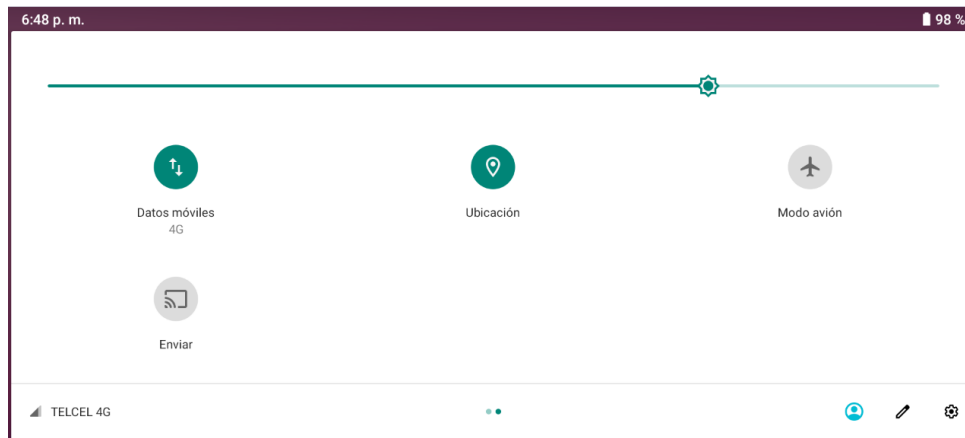 6:48 p. m. 98 %
Datos móviles Ubicación Modo avión
4G
Enviar
TELCEL 4G